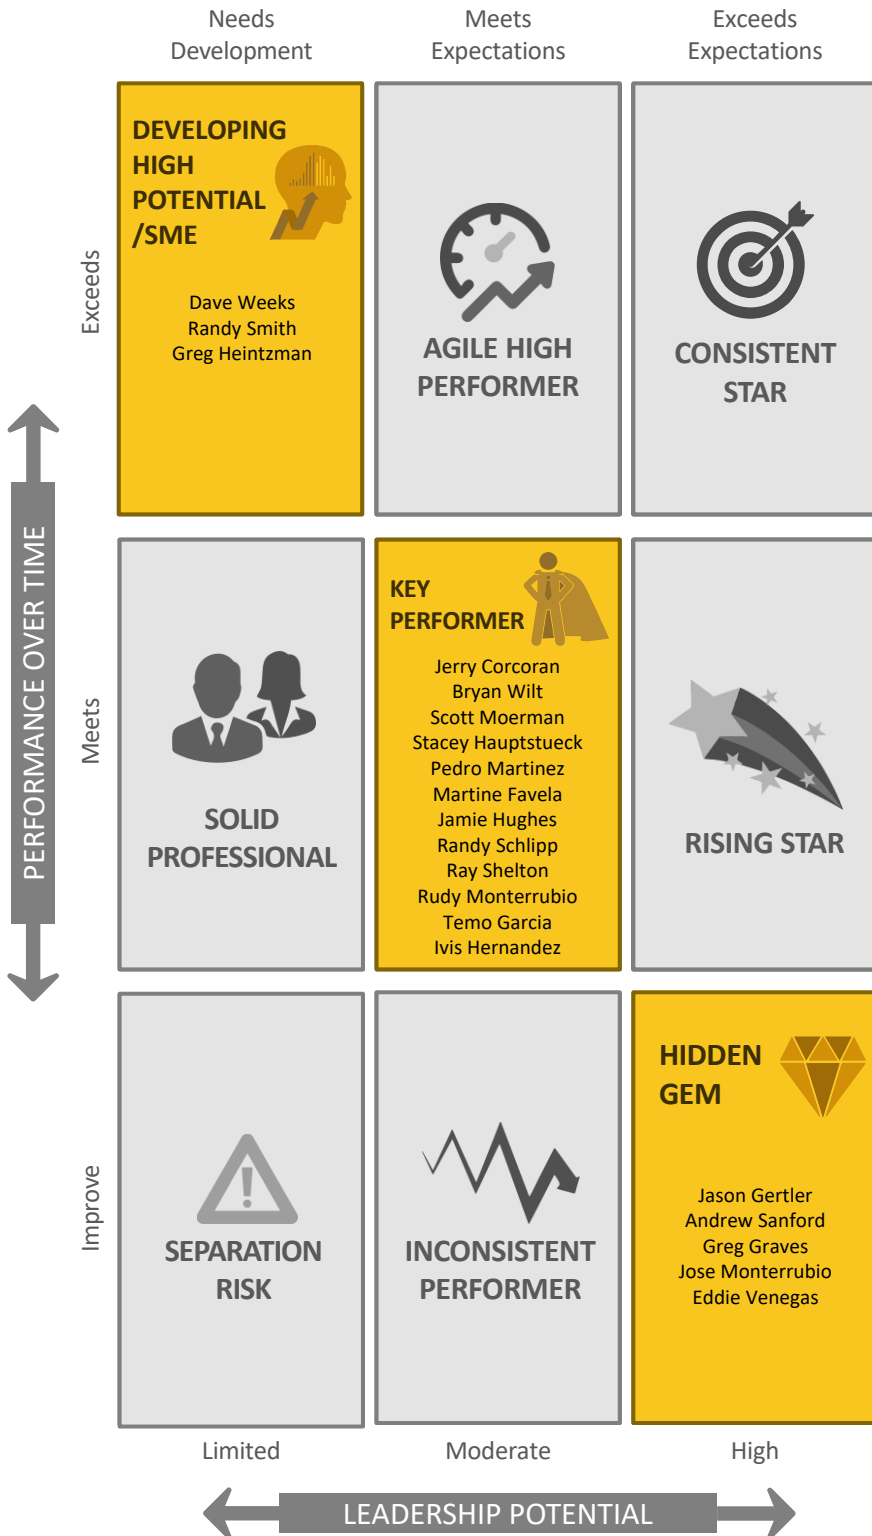 Needs
Development
Meets
Expectations
Exceeds
Expectations
Exceeds
DEVELOPING
HIGH
POTENTIAL
/SME
Dave Weeks
Randy Smith
Greg Heintzman
AGILE HIGH
PERFORMER
CONSISTENT
STAR
PERFORMANCE OVER TIME
Meets
SOLID
PROFESSIONAL
KEY
PERFORMER
Jerry Corcoran
Bryan Wilt
Scott Moerman
Stacey Hauptstueck
Pedro Martinez
Martine Favela
Jamie Hughes
Randy Schlipp
Ray Shelton
Rudy Monterrubio
Temo Garcia
Ivis Hernandez
RISING STAR
Improve
SEPARATION
RISK
INCONSISTENT
PERFORMER
HIDDEN
GEM
Jason Gertler
Andrew Sanford
Greg Graves
Jose Monterrubio
Eddie Venegas
Limited
Moderate
High
LEADERSHIP POTENTIAL